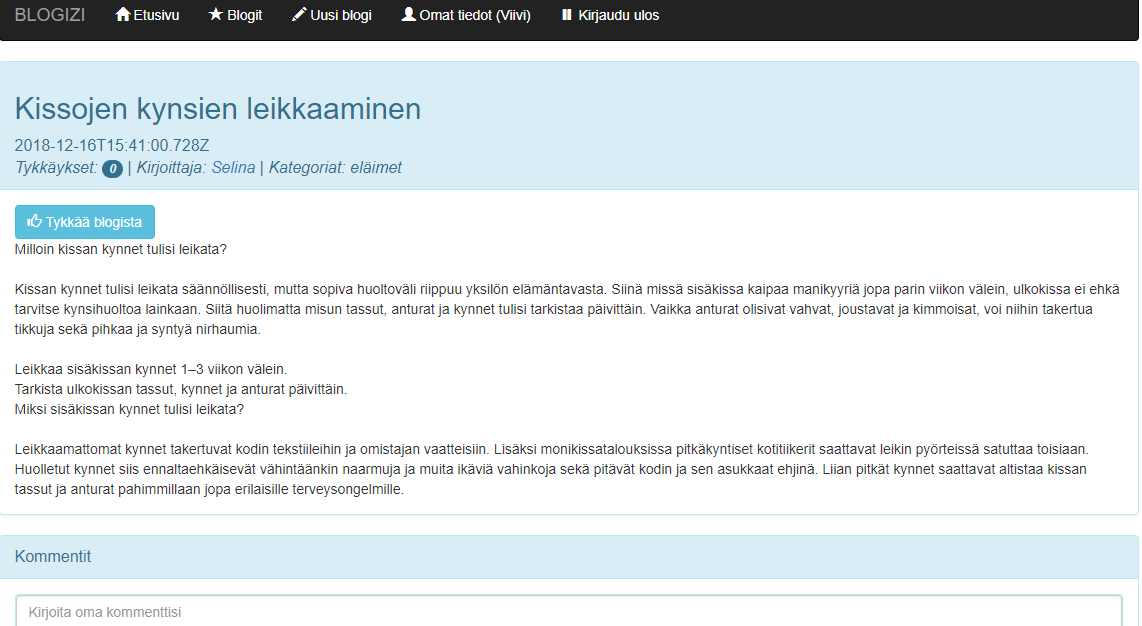 BLOGIZI Etusivu Blogit Uusi blogi Omat tiedot (Viivi) Kirjaudu ulos
Kissojen kynsien leikkaaminen
2018-12-16T15:41:00.728Z
Tykkäykset: 0 | Kirjoittaja: Selina | Kategoriat: eläimet
Tykkää blogista
Milloin kissan kynnet tulisi leikata?
Kissan kynnet tulisi leikata säännöllisesti, mutta sopiva huoltoväli riippuu yksilön elämäntavasta. Siinä missä sisäkissa kaipaa manikyyriä jopa parin viikon välein, ulkokissa ei ehkä
tarvitse kynsihuoltoa lainkaan. Siitä huolimatta misun tassut, anturat ja kynnet tulisi tarkistaa päivittäin. Vaikka anturat olisivat vahvat, joustavat ja kimmoisat, voi niihin takertua
tikkuja sekä pihkaa ja syntyä nirhaumia.
Leikkaa sisäkissan kynnet 1–3 viikon välein.
Tarkista ulkokissan tassut, kynnet ja anturat päivittäin.
Miksi sisäkissan kynnet tulisi leikata?
Leikkaamattomat kynnet takertuvat kodin tekstiileihin ja omistajan vaatteisiin. Lisäksi monikissatalouksissa pitkäkyntiset kotitiikerit saattavat leikin pyörteissä satuttaa toisiaan.
Huolletut kynnet siis ennaltaehkäisevät vähintäänkin naarmuja ja muita ikäviä vahinkoja sekä pitävät kodin ja sen asukkaat ehjinä. Liian pitkät kynnet saattavat altistaa kissan
tassut ja anturat pahimmillaan jopa erilaisille terveysongelmille.
Kommentit
Kirjoita oma kommenttisi